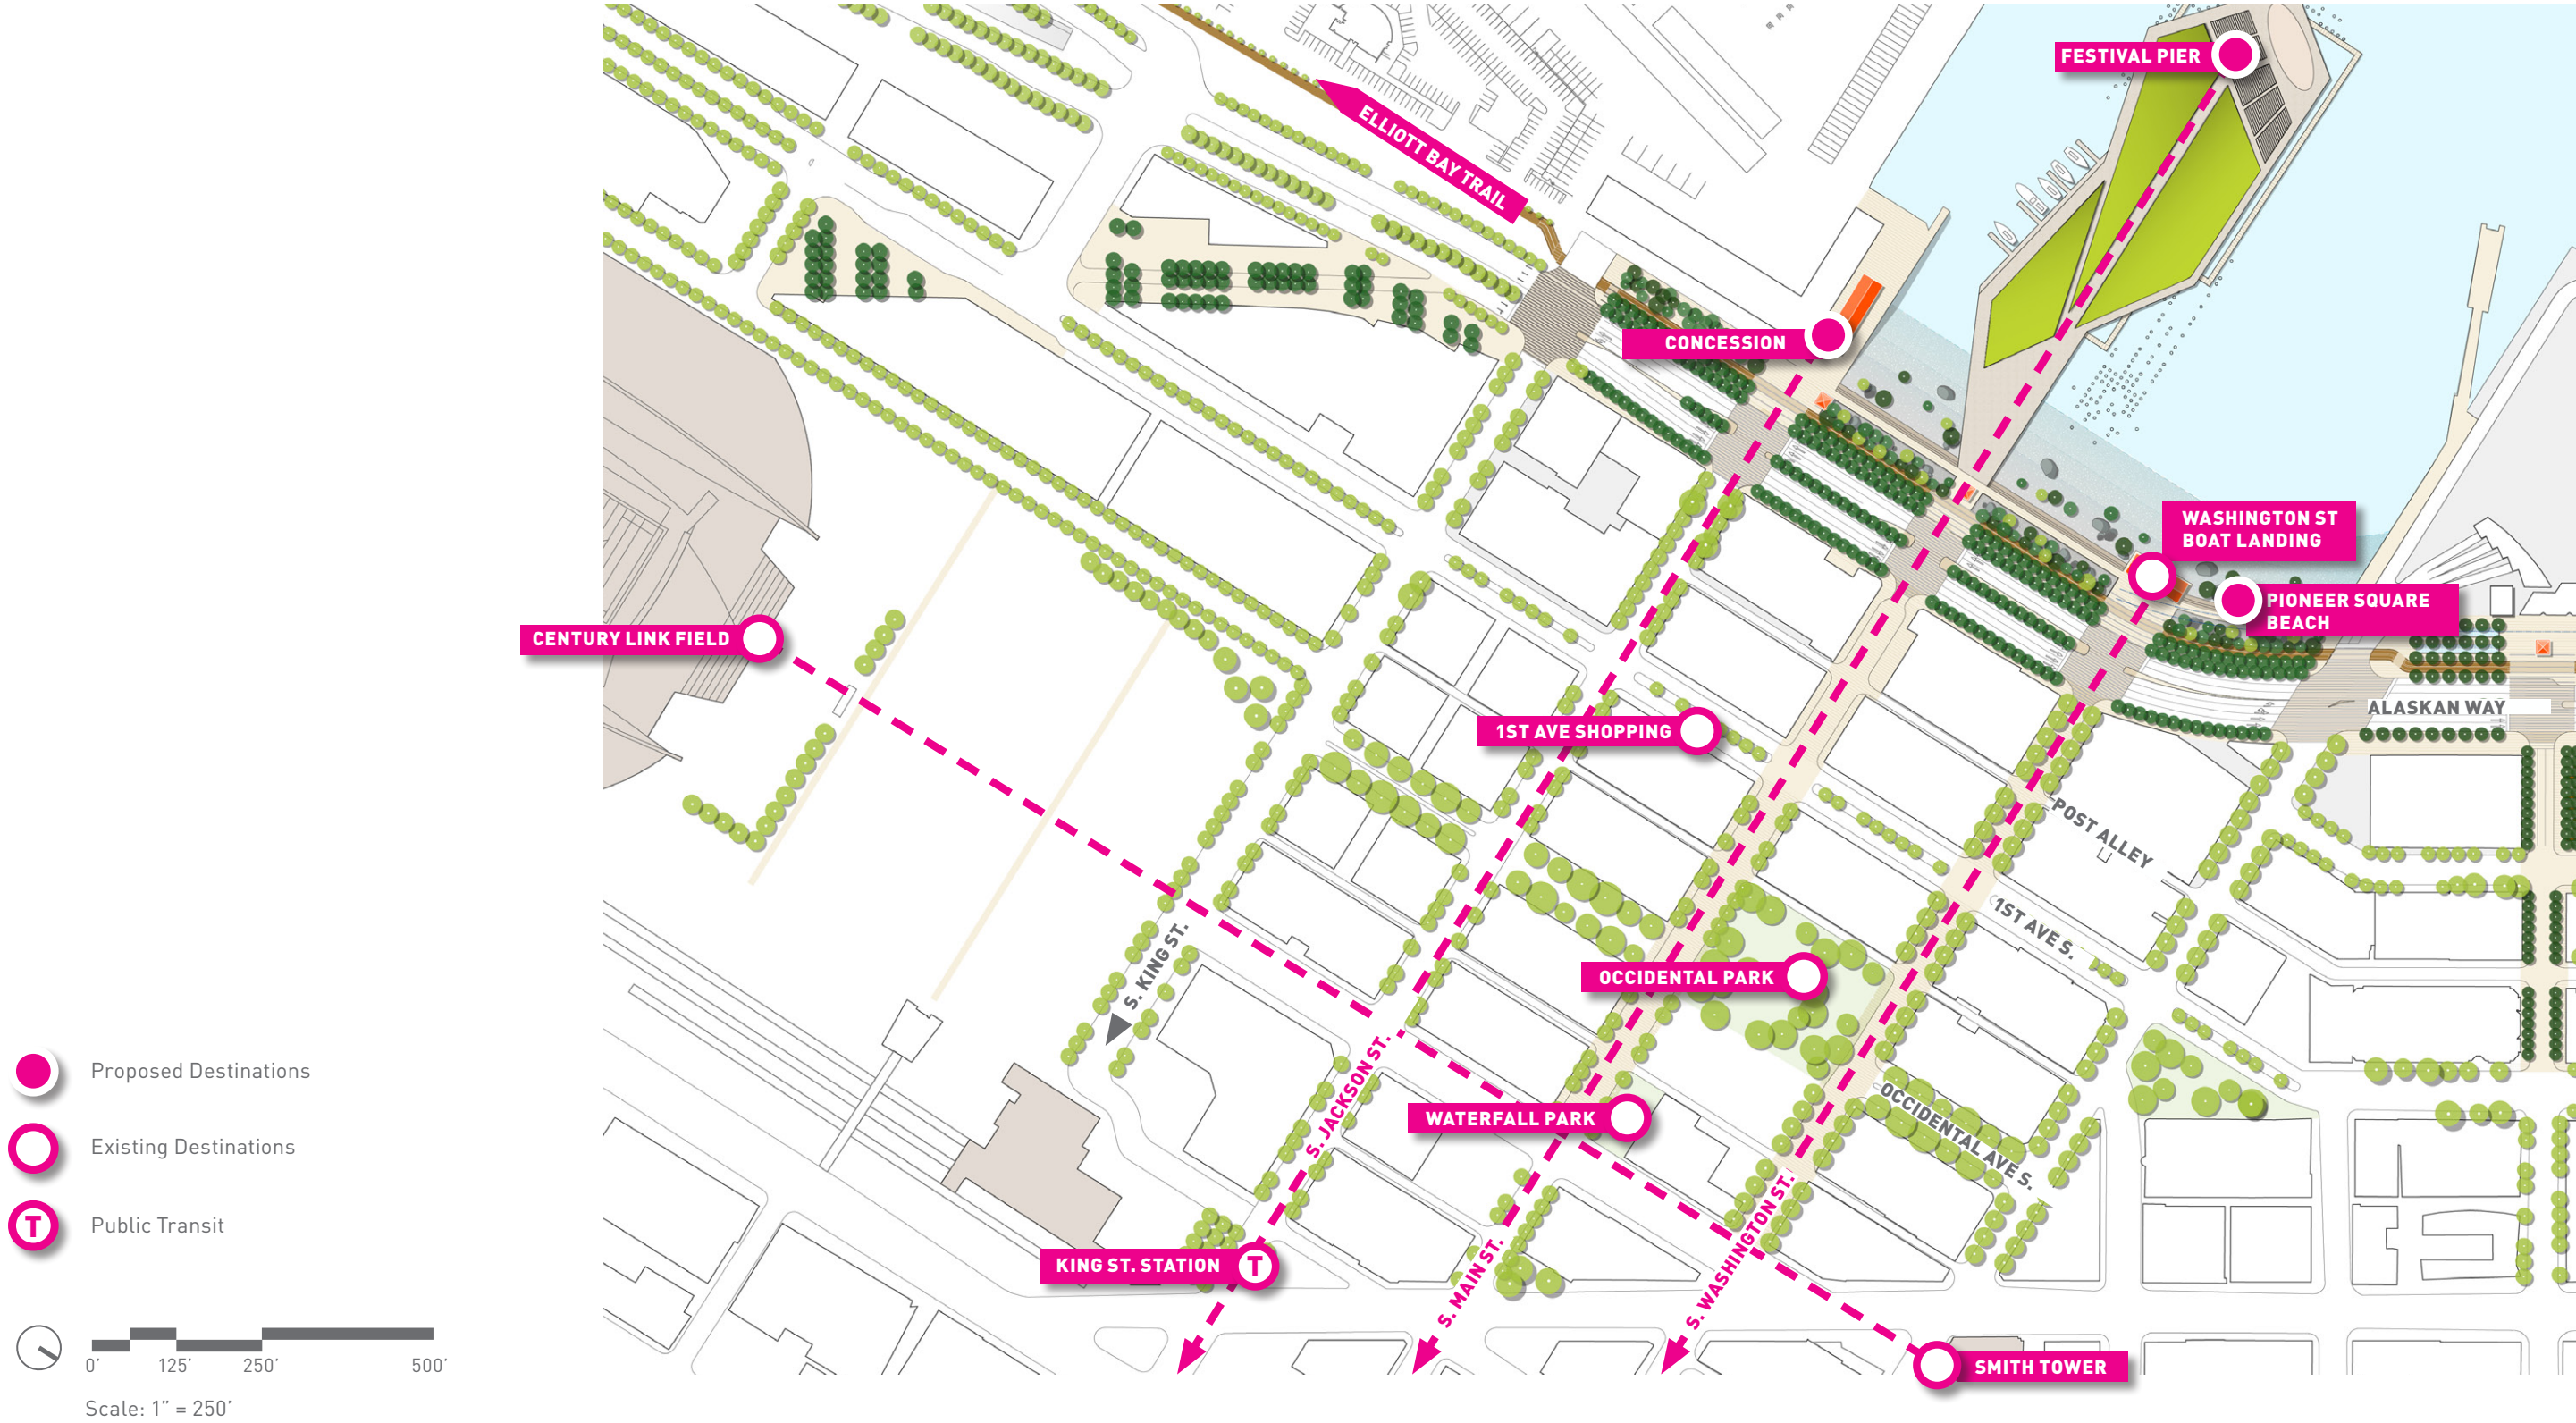 FESTIVAL PIER
ELLIOTT BAY TRAIL
CONCESSION
WASHINGTON ST
BOAT LANDING
PIONEER SQUARE
BEACH
CENTURY LINK FIELD
ALASKAN WAY
1ST AVE SHOPPING
POST ALLEY
1ST AVE S.
S. KING ST.
OCCIDENTAL PARK
Proposed Destinations
S. JACKSON ST.
WATERFALL PARK
OCCIDENTAL AVE S.
Existing Destinations
T Public Transit
KING ST. STATION T
S. MAIN ST.
S. WASHINGTON ST.
SMITH TOWER
0' 125' 250' 500'
Scale: 1” = 250'